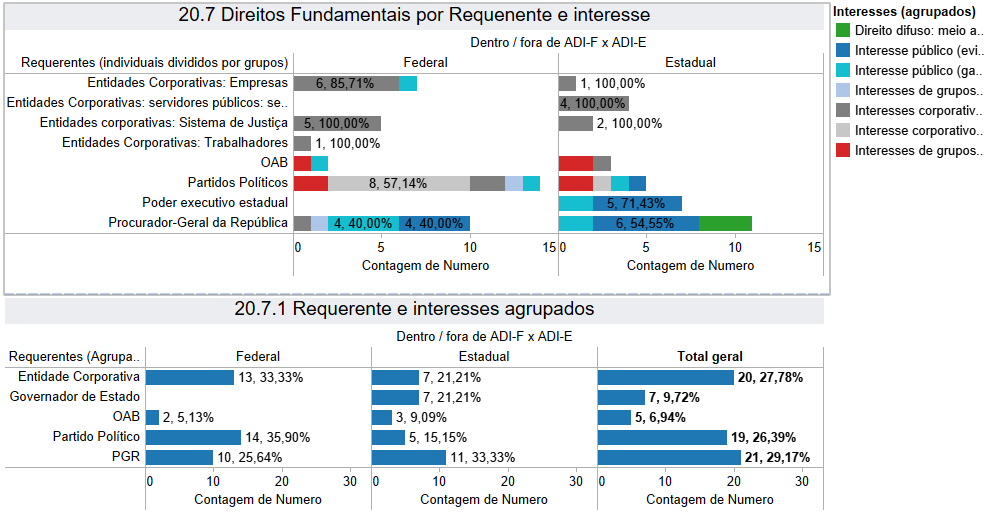 20.7 Direitos Fundamentais por Requenente e interesse
Interesses (agrupados)
Direito difuso: meio a..
Interesse público (evi..
Interesse público (ga..
Interesses de grupos..
Interesses corporativ..
Interesse corporativo..
Interesses de grupos..
Dentro / fora de ADI-F x ADI-E
Requerentes (individuais divididos por grupos) Federal Estadual
Entidades Corporativas: Empresas 6, 85,71% 1, 100,00%
Entidades Corporativas: servidores públicos: se.. 4, 100,00%
Entidades corporativas: Sistema de Justiça 5, 100,00% 2, 100,00%
Entidades Corporativas: Trabalhadores 1, 100,00%
OAB
Partidos Políticos 8, 57,14%
Poder executivo estadual 5, 71,43%
Procurador-Geral da República 4, 40,00% 4, 40,00% 6, 54,55%
0 5 10 15 0 5 10 15
Contagem de Numero Contagem de Numero
20.7.1 Requerente e interesses agrupados
Dentro / fora de ADI-F x ADI-E
Requerentes (Agrupa.. Federal Estadual Total geral
Entidade Corporativa 13, 33,33% 7, 21,21% 20, 27,78%
Governador de Estado 7, 21,21% 7, 9,72%
OAB 2, 5,13% 3, 9,09% 5, 6,94%
Partido Político 14, 35,90% 5, 15,15% 19, 26,39%
PGR 10, 25,64% 11, 33,33% 21, 29,17%
0 10 20 30 0 10 20 30 0 10 20 30
Contagem de Numero Contagem de Numero Contagem de Numero